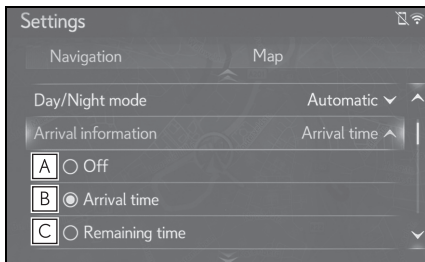 Settings
Navigation Map
Day/Night mode Automatic
Arrival information Arrival time
A Off
B Arrival time
C Remaining time